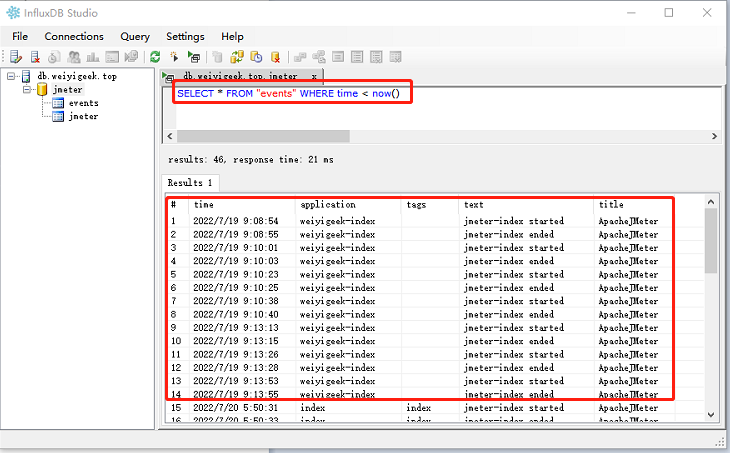 InfluxDB Studio
File Connections Query Settings Help
db.weiyigeek.top
jmeter
events
jmeter
db.weiyigeek.top.jmeter x
SELECT * FROM "events" WHERE time < now()
results: 46, response time: 21 ms
Results 1
# time application tags text title
1 2022/7/19 9:08:54 weiyigeek-index jmeter-index started ApacheJMeter
2 2022/7/19 9:08:55 weiyigeek-index jmeter-index ended ApacheJMeter
3 2022/7/19 9:10:01 weiyigeek-index jmeter-index started ApacheJMeter
4 2022/7/19 9:10:03 weiyigeek-index jmeter-index ended ApacheJMeter
5 2022/7/19 9:10:23 weiyigeek-index jmeter-index started ApacheJMeter
6 2022/7/19 9:10:25 weiyigeek-index jmeter-index ended ApacheJMeter
7 2022/7/19 9:10:38 weiyigeek-index jmeter-index started ApacheJMeter
8 2022/7/19 9:10:40 weiyigeek-index jmeter-index ended ApacheJMeter
9 2022/7/19 9:13:13 weiyigeek-index jmeter-index started ApacheJMeter
10 2022/7/19 9:13:15 weiyigeek-index jmeter-index ended ApacheJMeter
11 2022/7/19 9:13:26 weiyigeek-index jmeter-index started ApacheJMeter
12 2022/7/19 9:13:28 weiyigeek-index jmeter-index ended ApacheJMeter
13 2022/7/19 9:13:53 weiyigeek-index jmeter-index started ApacheJMeter
14 2022/7/19 9:13:55 weiyigeek-index jmeter-index ended ApacheJMeter
15 2022/7/20 5:50:31 index index jmeter-index started ApacheJMeter
16 2022/7/20 5:50:33 index index jmeter-index ended ApacheJMeter